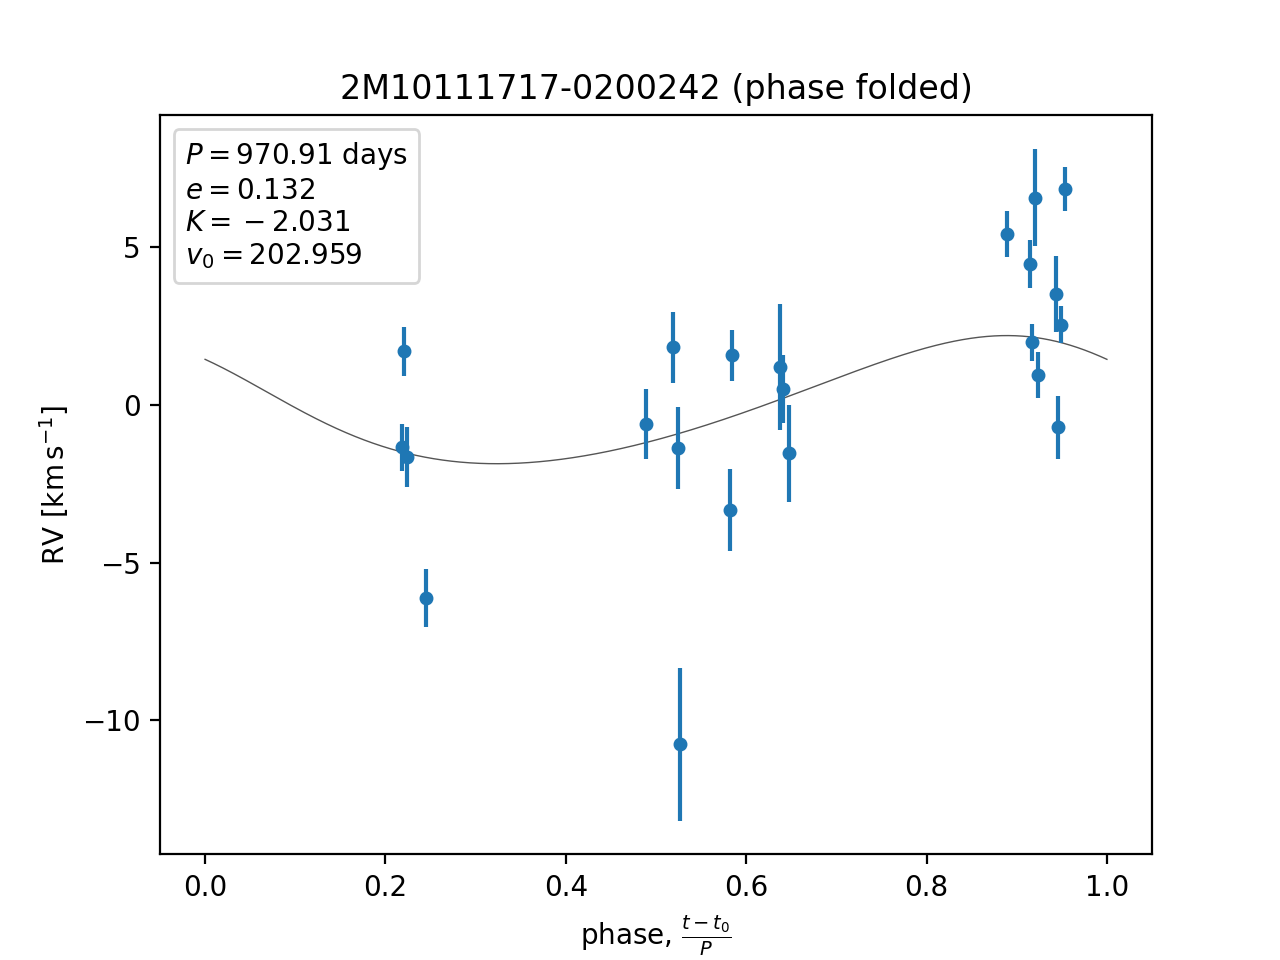 2M10111717-0200242 (phase folded)
P = 970.91 days
e = 0.132
K = −2.031
v₀ = 202.959
5
0
−5
−10
RV [km s⁻¹]
0.0 0.2 0.4 0.6 0.8 1.0
phase, (t − t₀)/P